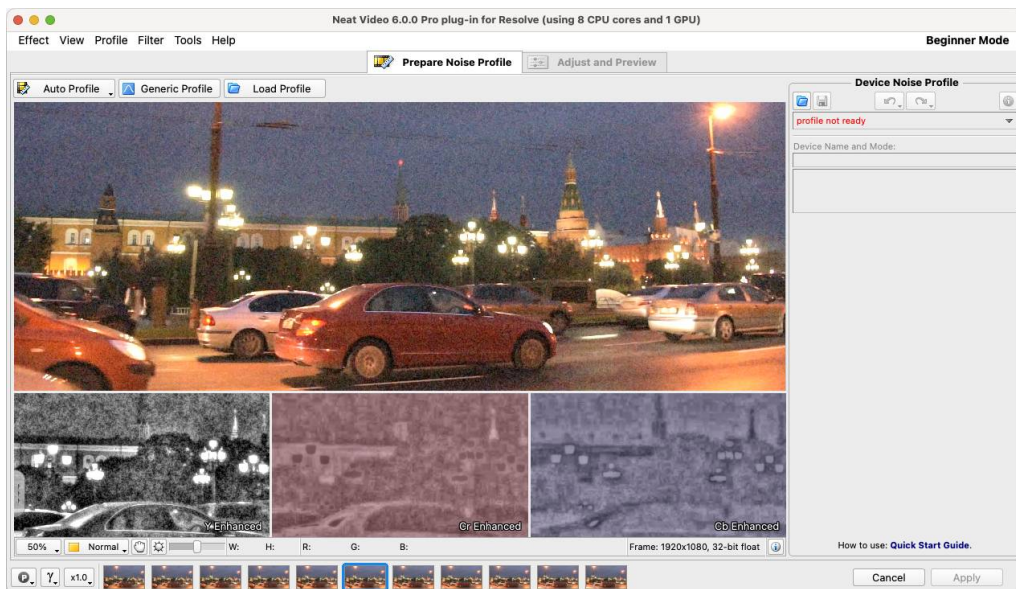 Neat Video 6.0.0 Pro plug-in for Resolve (using 8 CPU cores and 1 GPU)
Effect View Profile Filter Tools Help Beginner Mode
Prepare Noise Profile Adjust and Preview
Auto Profile Generic Profile Load Profile
Device Noise Profile
profile not ready
Device Name and Mode:
Y Enhanced Cr Enhanced Cb Enhanced
50% Normal W: H: R: G: B: Frame: 1920x1080, 32-bit float
How to use: Quick Start Guide.
P γ x1.0 Cancel Apply